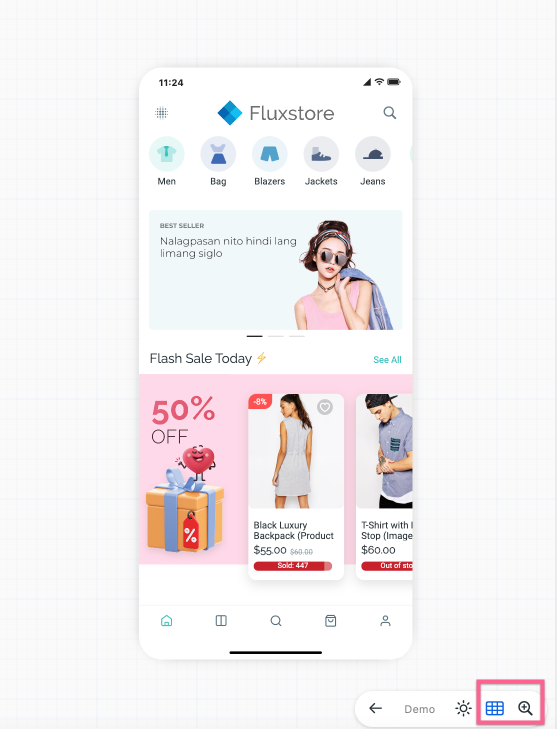 11:24
Fluxstore
Men
Bag
Blazers
Jackets
Jeans
BEST SELLER
Nalagpasan nito hindi lang
limang siglo
Flash Sale Today ⚡
See All
50%
OFF
%
-8%
Black Luxury
Backpack (Product
$55.00 $60.00
Sold: 447
T-Shirt with
Stop (Image
$60.00
Out of sto
Demo